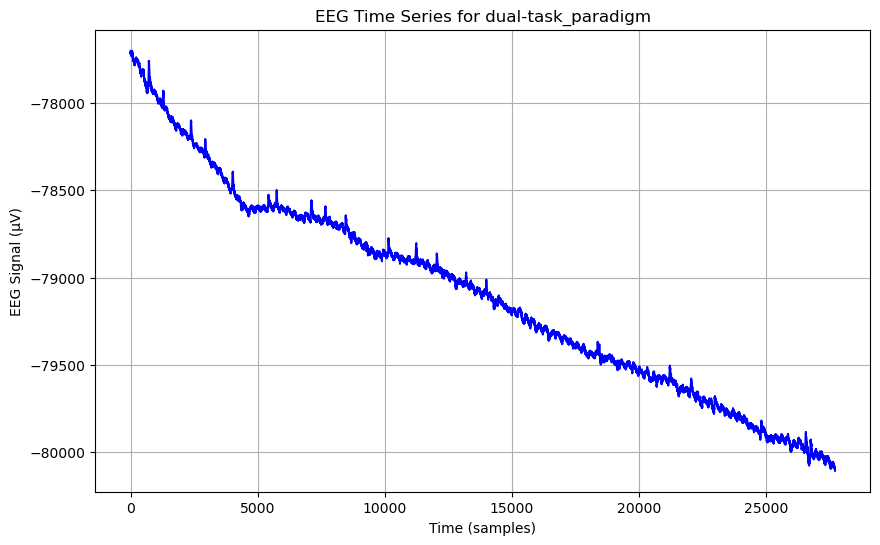 EEG Time Series for dual-task_paradigm
EEG Signal (µV)
−78000
−78500
−79000
−79500
−80000
0 5000 10000 15000 20000 25000
Time (samples)